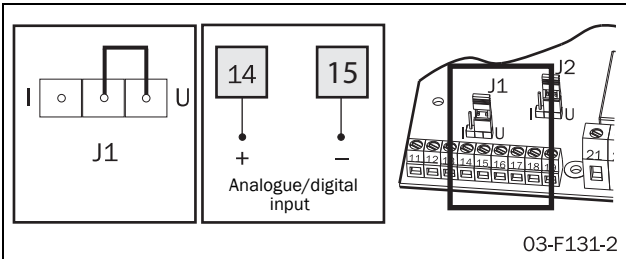 I U
J1
14 15
+ –
Analogue/digital
input
J1 J2
I U I U
11 12 13 14 15 16 17 18 19 21
03-F131-2